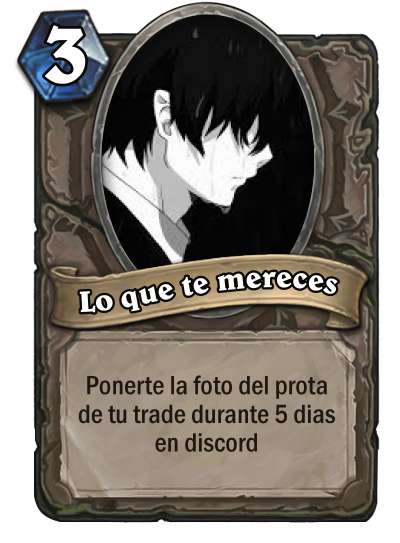 3
Lo que te mereces
Ponerte la foto del prota
de tu trade durante 5 dias
en discord